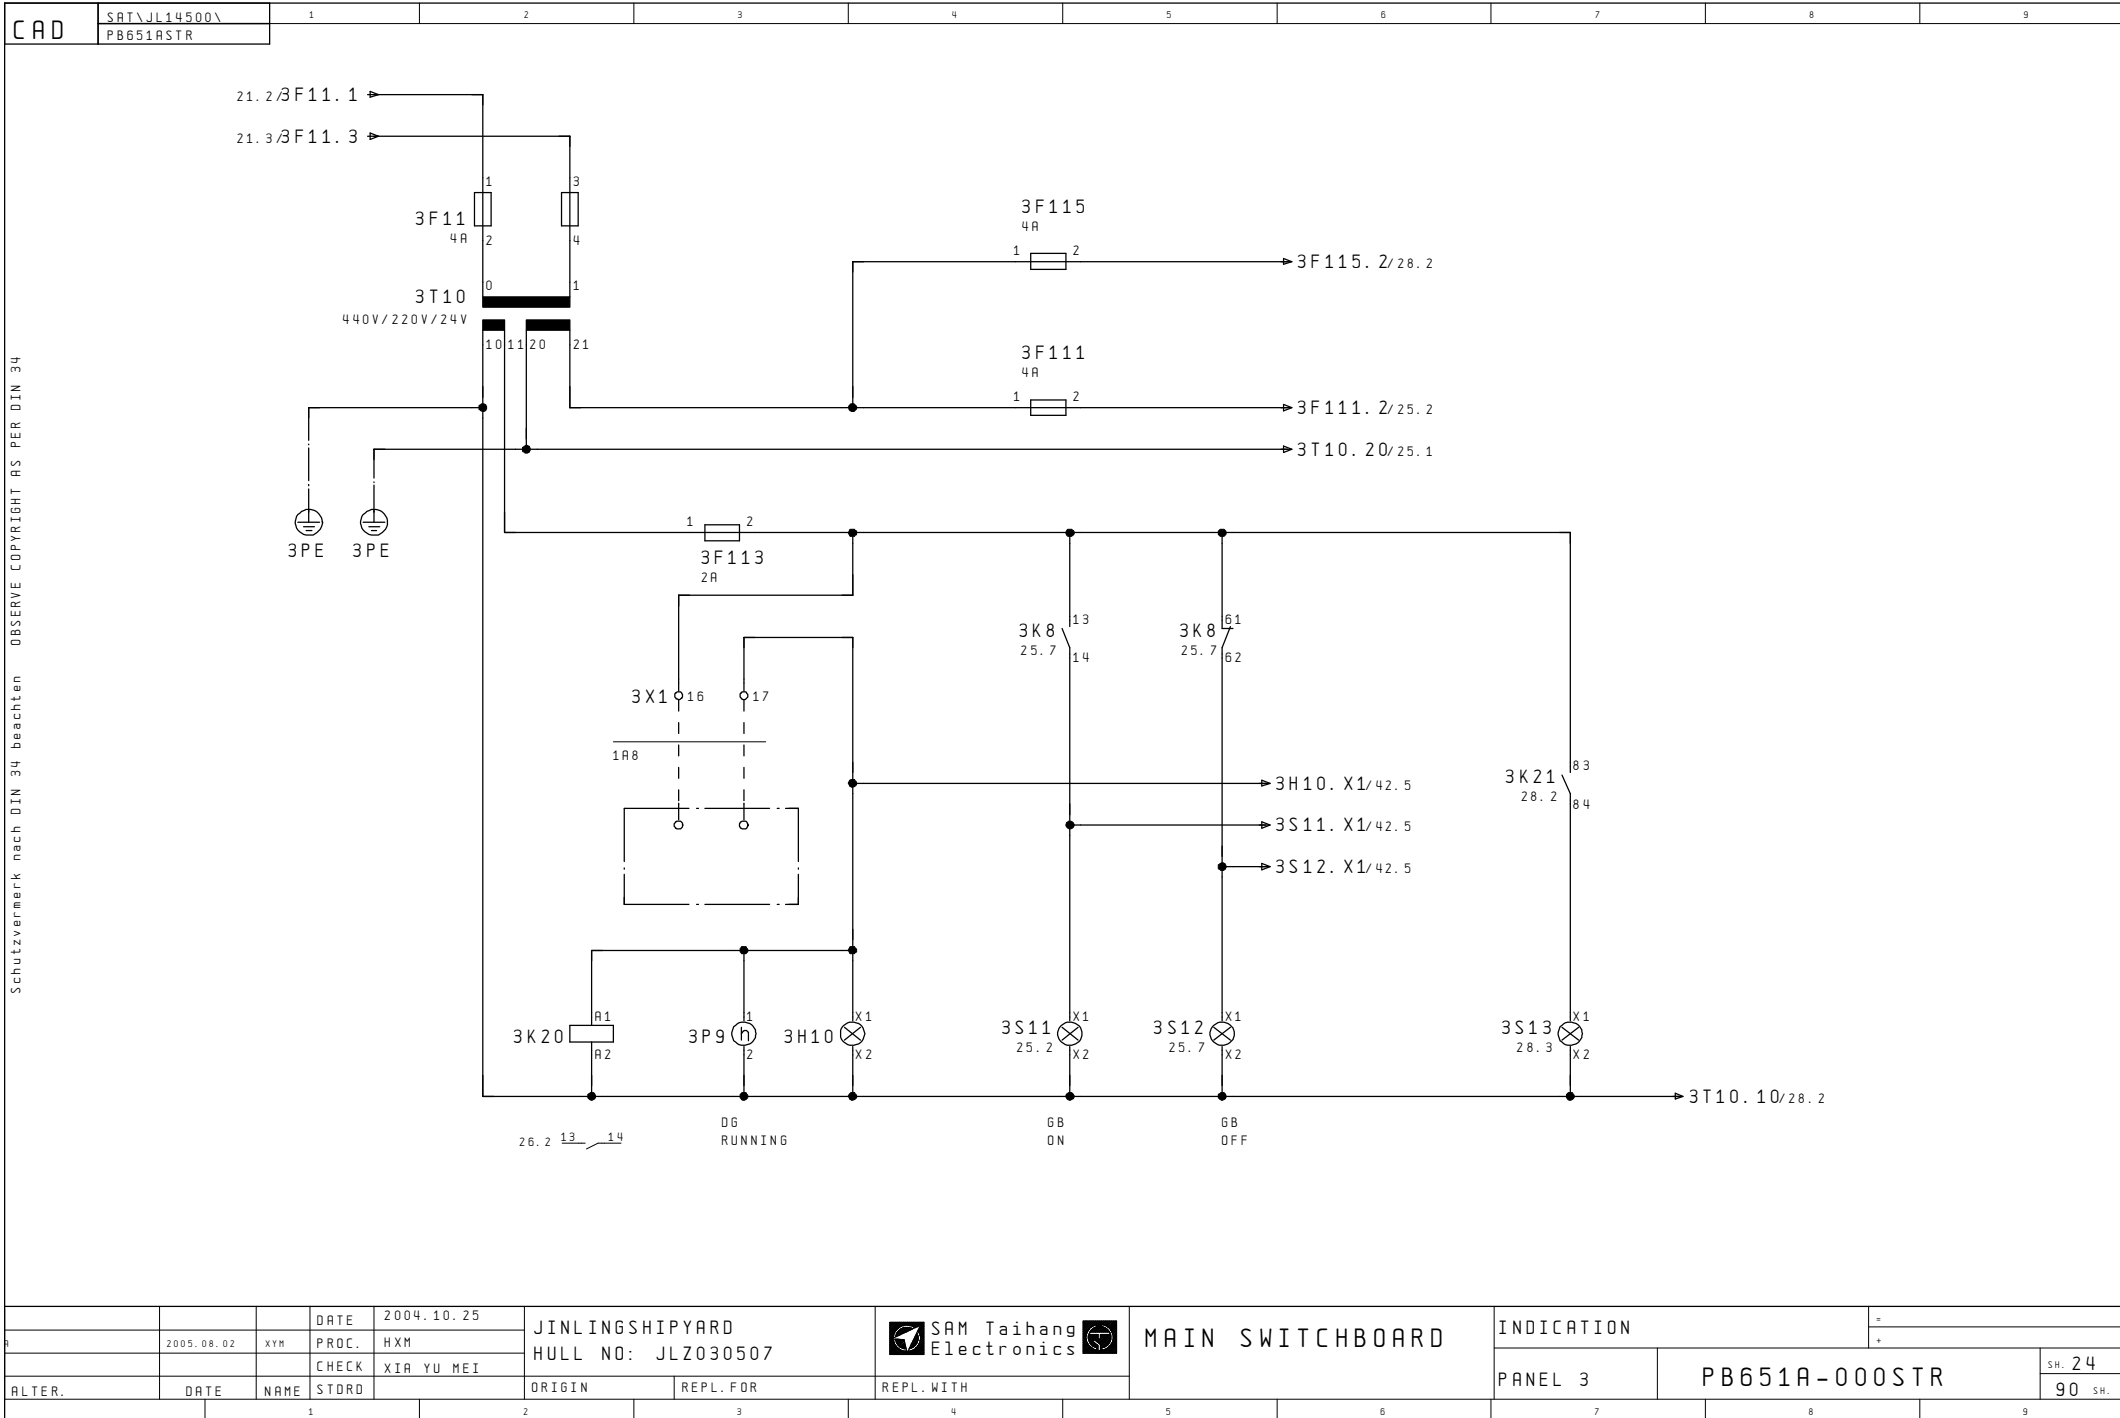 CAD
SAT\JL14500\
PB651ASTR
1 2 3 4 5 6 7 8 9
21.2/3F11.1
21.3/3F11.3
1 3
3F11
4A
2 4
0 1
3T10
440V/220V/24V
10 11 20 21
3F115
4A
1 2
3F115.2/28.2
3F111
4A
1 2
3F111.2/25.2
3T10.20/25.1
3PE 3PE
1 2
3F113
2A
3K8
25.7
13
14
3K8
25.7
61
62
3X1 16 17
1A8
3K21
28.2
83
84
3H10.X1/42.5
3S11.X1/42.5
3S12.X1/42.5
3K20
A1
A2
3P9
1
h
2
3H10
X1
X2
3S11
25.2
X1
X2
3S12
25.7
X1
X2
3S13
28.3
X1
X2
3T10.10/28.2
26.2 13 14
DG
RUNNING
GB
ON
GB
OFF
Schutzvermerk nach DIN 34 beachten OBSERVE COPYRIGHT AS PER DIN 34
DATE 2004.10.25
2005.08.02 XYM PROC. HXM
CHECK XIA YU MEI
ALTER. DATE NAME STDRD
JINLINGSHIPYARD
HULL NO: JLZ030507
ORIGIN REPL.FOR REPL.WITH
SAM Taihang
Electronics
MAIN SWITCHBOARD
INDICATION
=
+
PANEL 3
PB651A-000STR
SH. 24
90 SH.
1 2 3 4 5 6 7 8 9